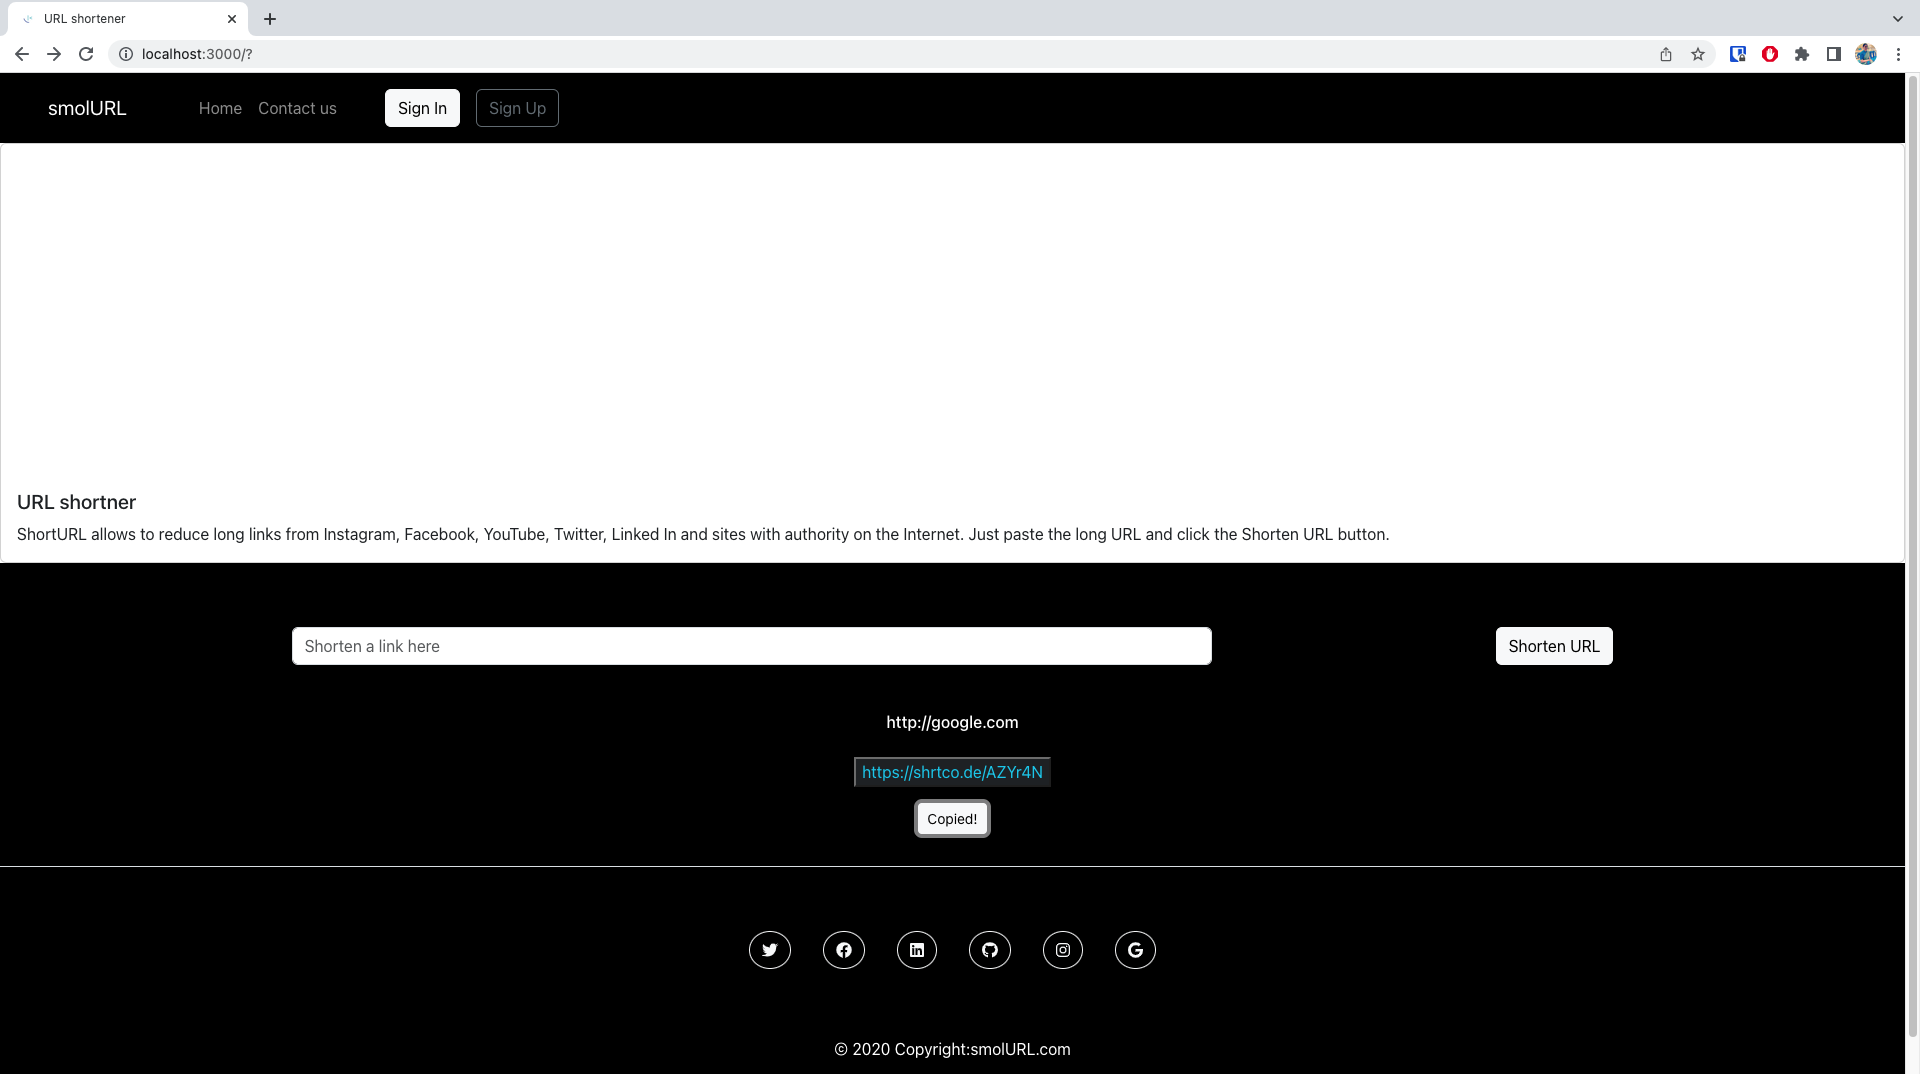 URL shortener
localhost:3000/?
smolURL Home Contact us Sign In Sign Up
URL shortner
ShortURL allows to reduce long links from Instagram, Facebook, YouTube, Twitter, Linked In and sites with authority on the Internet. Just paste the long URL and click the Shorten URL button.
Shorten a link here Shorten URL
http://google.com
https://shrtco.de/AZYr4N
Copied!
© 2020 Copyright:smolURL.com